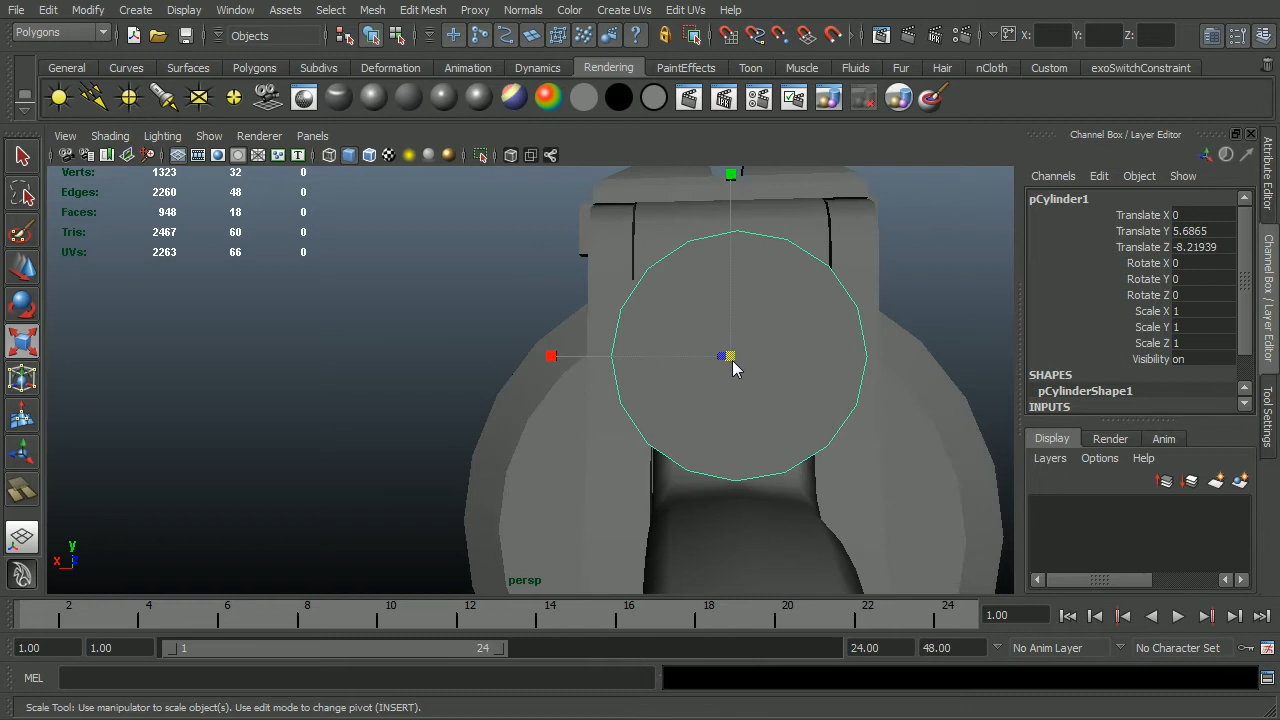 File Edit Modify Create Display Window Assets Select Mesh Edit Mesh Proxy Normals Color Create UVs Edit UVs Help
Polygons Objects X: Y: Z:
General Curves Surfaces Polygons Subdivs Deformation Animation Dynamics Rendering PaintEffects Toon Muscle Fluids Fur Hair nCloth Custom exoSwitchConstraint
View Shading Lighting Show Renderer Panels
Channel Box / Layer Editor
Verts: 1323 32 0
Edges: 2260 48 0
Faces: 948 18 0
Tris: 2467 60 0
UVs: 2263 66 0
Channels Edit Object Show
pCylinder1
Translate X 0
Translate Y 5.6865
Translate Z -8.21939
Rotate X 0
Rotate Y 0
Rotate Z 0
Scale X 1
Scale Y 1
Scale Z 1
Visibility on
SHAPES
pCylinderShape1
INPUTS
Display Render Anim
Layers Options Help
Attribute Editor
Channel Box / Layer Editor
Tool Settings
y
x z
persp
2 4 6 8 10 12 14 16 18 20 22 24
1.00
1.00 1.00 1 24 24.00 48.00 No Anim Layer No Character Set
MEL
Scale Tool: Use manipulator to scale object(s). Use edit mode to change pivot (INSERT).